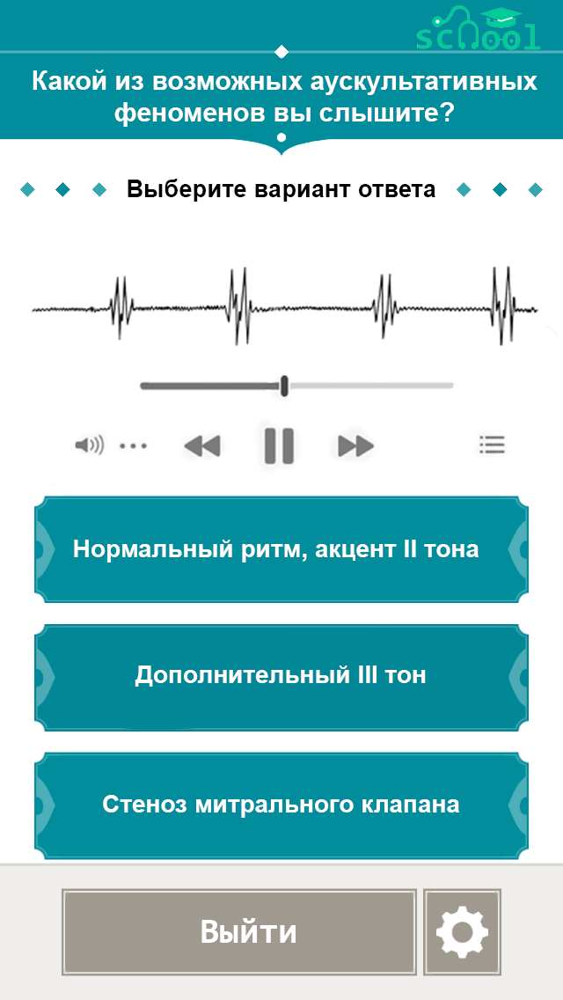 school
Какой из возможных аускультативных
феноменов вы слышите?
Выберите вариант ответа
Нормальный ритм, акцент II тона
Дополнительный III тон
Стеноз митрального клапана
Выйти